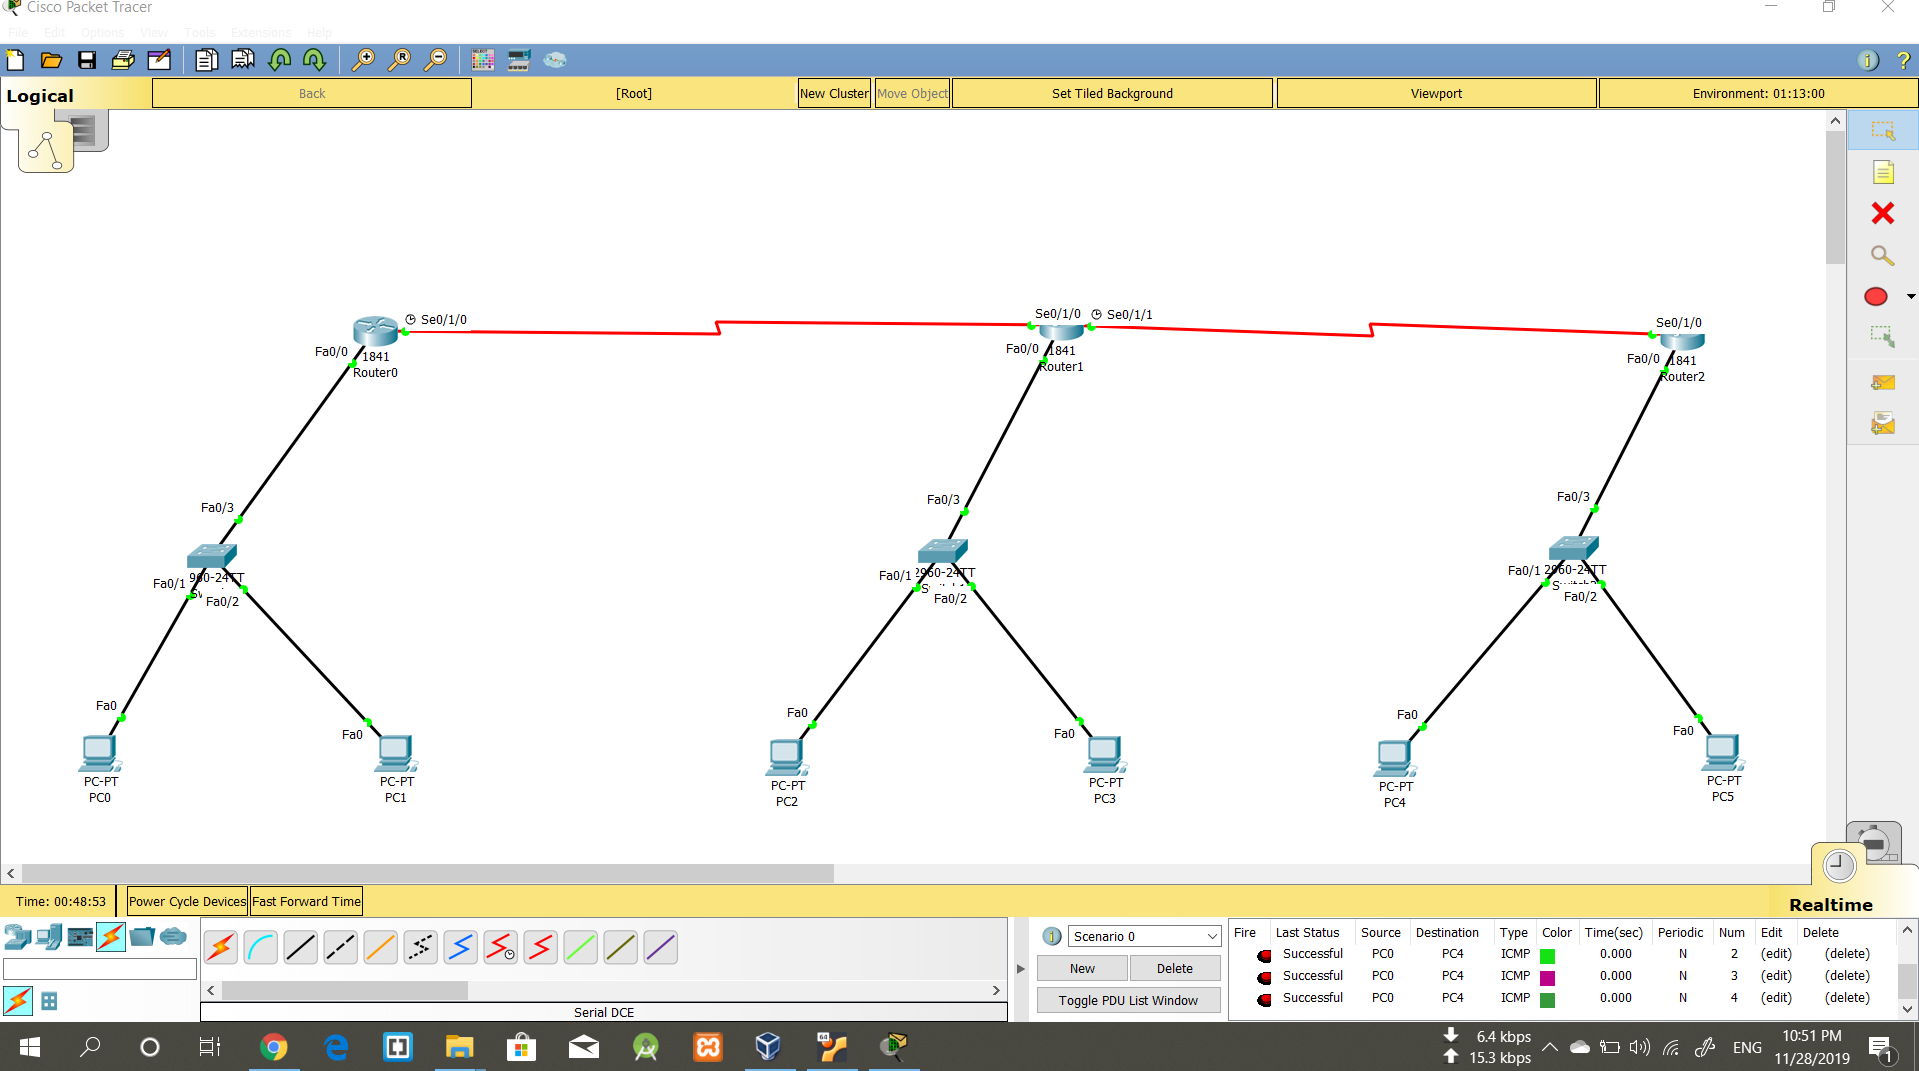 Cisco Packet Tracer
File Edit Options View Tools Extensions Help
Logical
Back
[Root]
New Cluster
Move Object
Set Tiled Background
Viewport
Environment: 01:13:00
Se0/1/0
Fa0/0
1841
Router0
Se0/1/0
Se0/1/1
Fa0/0
1841
Router1
Se0/1/0
Fa0/0
1841
Router2
Fa0/3
960-24TT
Fa0/1
Fa0/2
Fa0/3
2960-24TT
Fa0/1
Fa0/2
Fa0/3
2960-24TT
Fa0/1
Fa0/2
Fa0
PC-PT
PC0
Fa0
PC-PT
PC1
Fa0
PC-PT
PC2
Fa0
PC-PT
PC3
Fa0
PC-PT
PC4
Fa0
PC-PT
PC5
Time: 00:48:53
Power Cycle Devices
Fast Forward Time
Realtime
Serial DCE
Scenario 0
New
Delete
Toggle PDU List Window
Fire Last Status Source Destination Type Color Time(sec) Periodic Num Edit Delete
Successful PC0 PC4 ICMP 0.000 N 2 (edit) (delete)
Successful PC0 PC4 ICMP 0.000 N 3 (edit) (delete)
Successful PC0 PC4 ICMP 0.000 N 4 (edit) (delete)
6.4 kbps
15.3 kbps
ENG
10:51 PM
11/28/2019
1